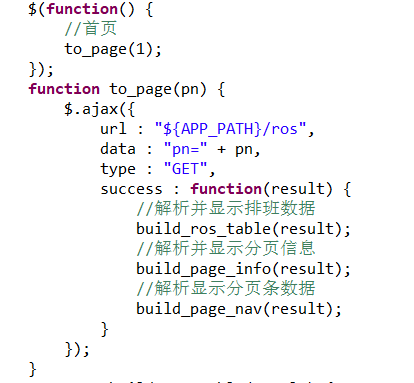 $(function() {
//首页
to_page(1);
});
function to_page(pn) {
$.ajax({
url : "${APP_PATH}/ros",
data : "pn=" + pn,
type : "GET",
success : function(result) {
//解析并显示排班数据
build_ros_table(result);
//解析并显示分页信息
build_page_info(result);
//解析显示分页条数据
build_page_nav(result);
}
});
}